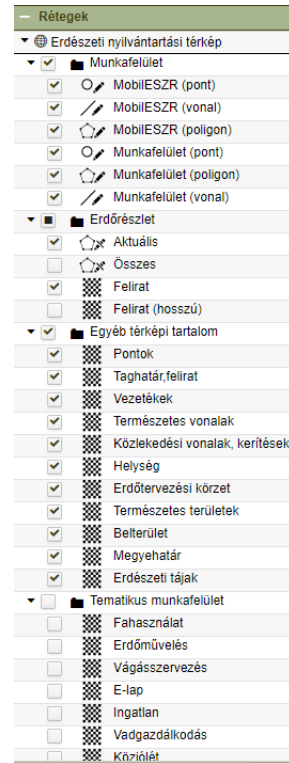 Rétegek
Erdészeti nyilvántartási térkép
Munkafelület
MobilESZR (pont)
MobilESZR (vonal)
MobilESZR (poligon)
Munkafelület (pont)
Munkafelület (poligon)
Munkafelület (vonal)
Erdőrészlet
Aktuális
Összes
Felirat
Felirat (hosszú)
Egyéb térképi tartalom
Pontok
Taghatár,felirat
Vezetékek
Természetes vonalak
Közlekedési vonalak, kerítések
Helység
Erdőtervezési körzet
Természetes területek
Belterület
Megyehatár
Erdészeti tájak
Tematikus munkafelület
Fahasználat
Erdőművelés
Vágásszervezés
E-lap
Ingatlan
Vadgazdálkodás
Közjólét